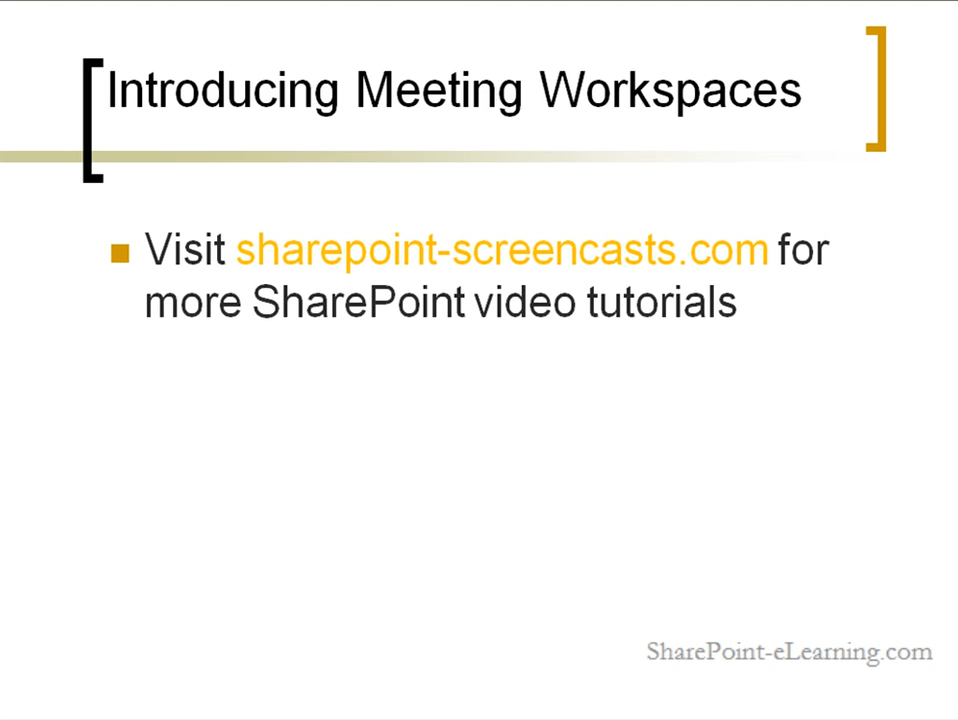 Introducing Meeting Workspaces
Visit sharepoint-screencasts.com for
more SharePoint video tutorials
SharePoint-eLearning.com